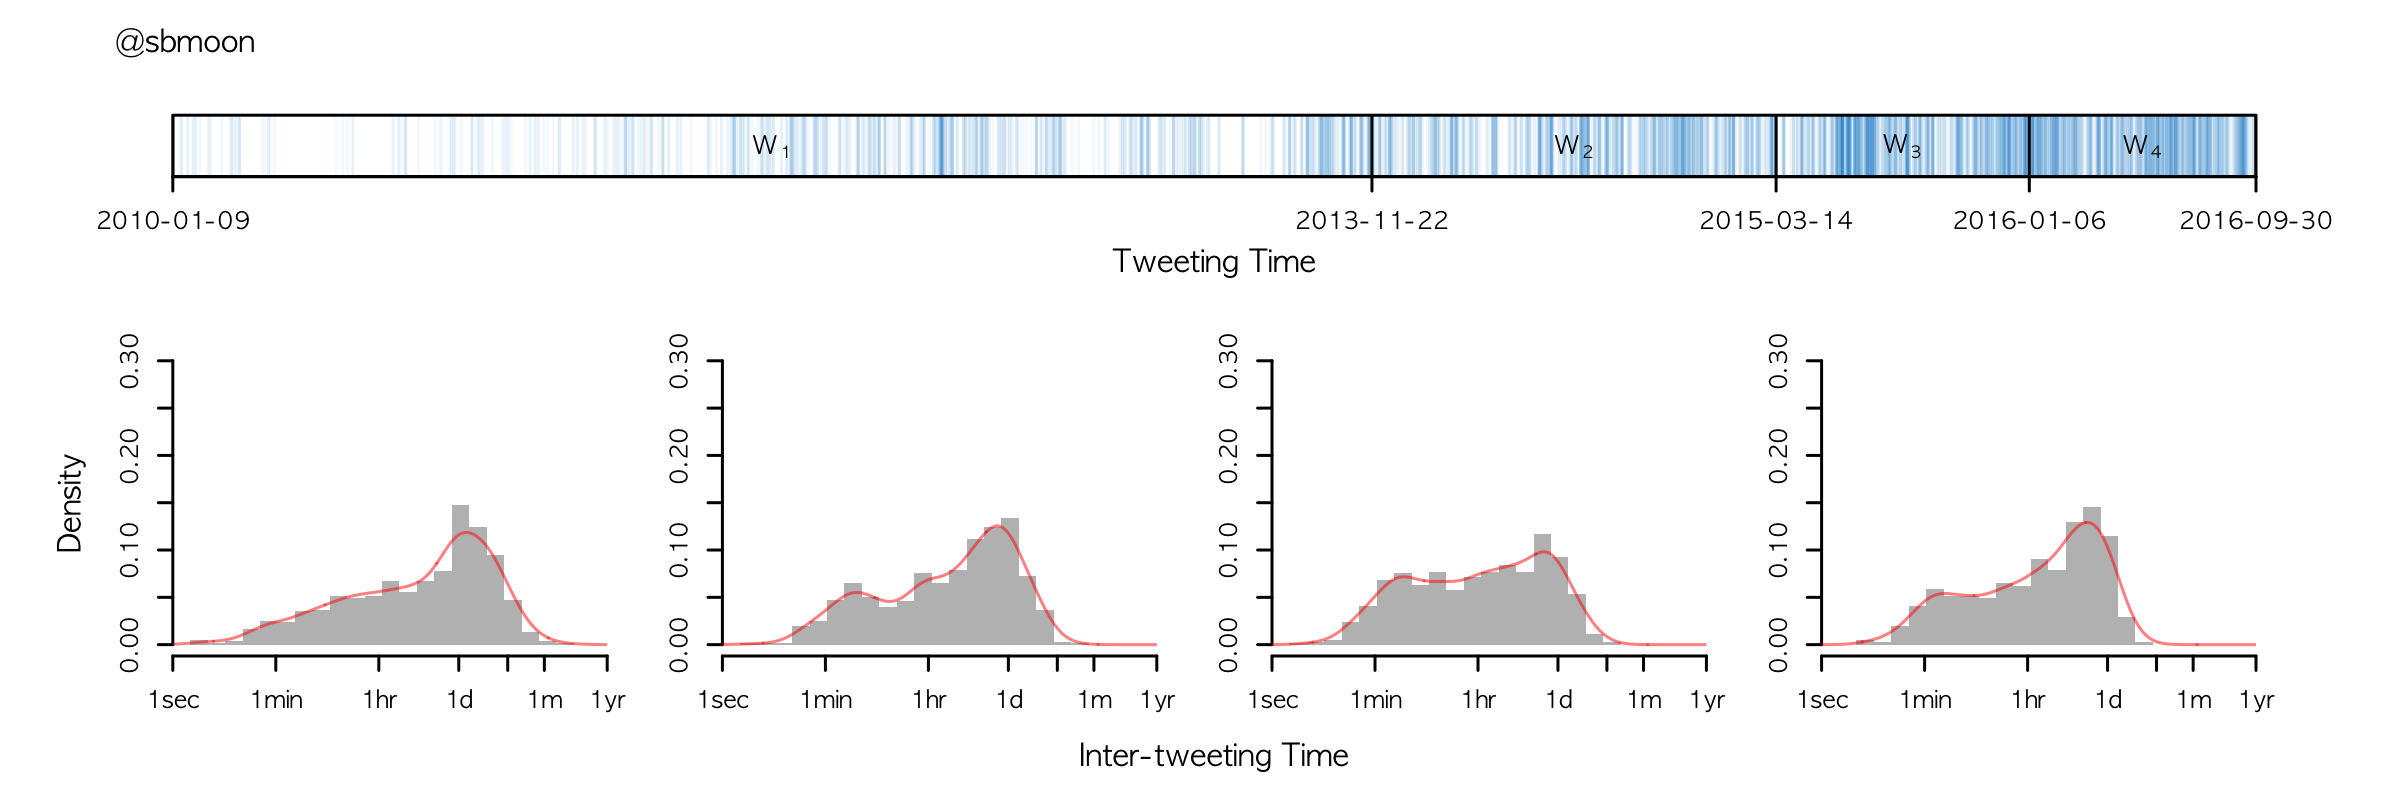 @sbmoon
W1 W2 W3 W4
2010-01-09 2013-11-22 2015-03-14 2016-01-06 2016-09-30
Tweeting Time
Density
0.00 0.10 0.20 0.30
1sec 1min 1hr 1d 1m 1yr
0.00 0.10 0.20 0.30
1sec 1min 1hr 1d 1m 1yr
0.00 0.10 0.20 0.30
1sec 1min 1hr 1d 1m 1yr
0.00 0.10 0.20 0.30
1sec 1min 1hr 1d 1m 1yr
Inter-tweeting Time